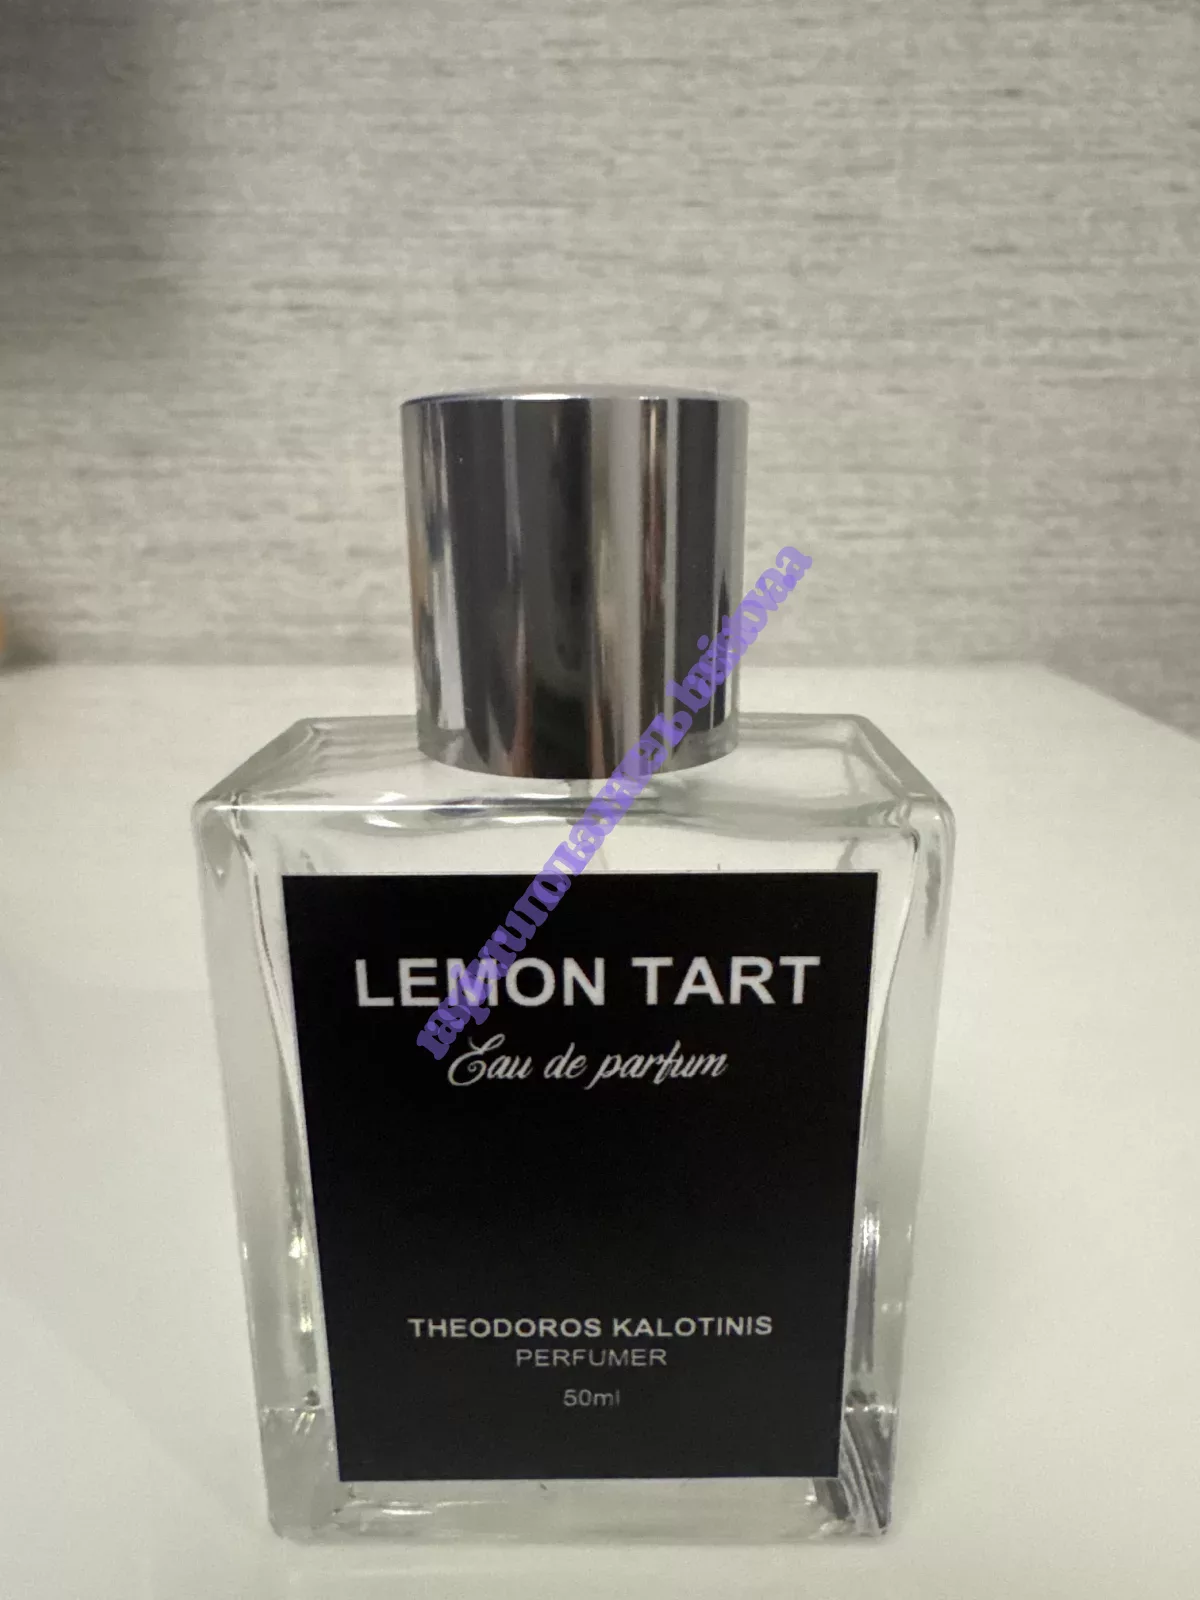 LEMON TART
Eau de parfum
THEODOROS KALOTINIS
PERFUMER
50ml